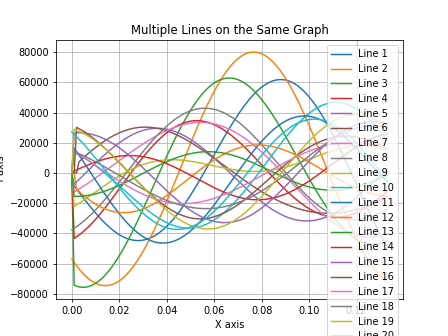 Multiple Lines on the Same Graph
80000
60000
40000
20000
0
−20000
−40000
−60000
−80000
0.00
0.02
0.04
0.06
0.08
0.10
X axis
Line 1
Line 2
Line 3
Line 4
Line 5
Line 6
Line 7
Line 8
Line 9
Line 10
Line 11
Line 12
Line 13
Line 14
Line 15
Line 16
Line 17
Line 18
Line 19
Line 20